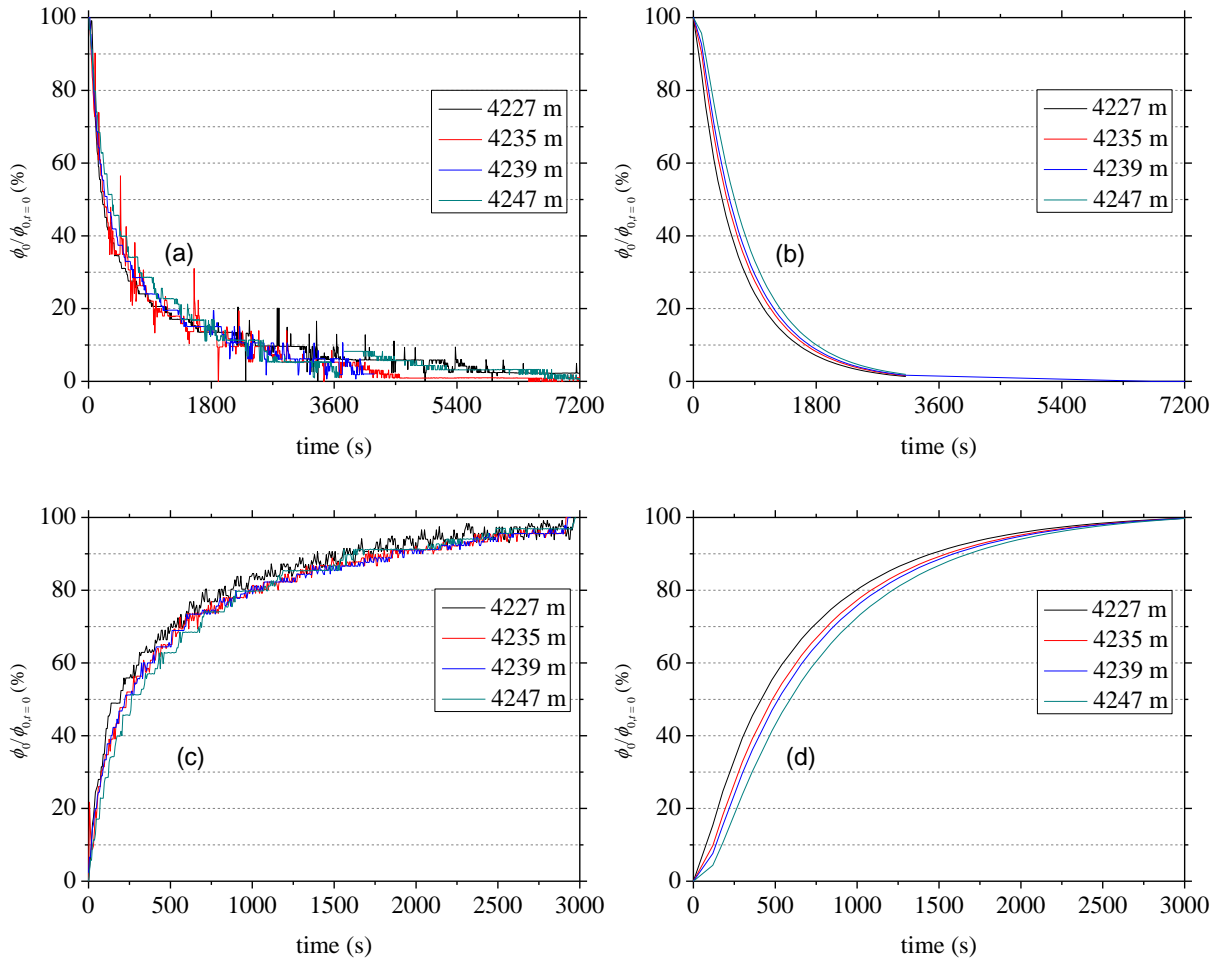 100
80
60
40
20
0
ϕ₀/ϕ₀,ₜ₌₀ (%)
4227 m
4235 m
4239 m
4247 m
(a)
0 1800 3600 5400 7200
time (s)
100
80
60
40
20
0
ϕ₀/ϕ₀,ₜ₌₀ (%)
4227 m
4235 m
4239 m
4247 m
(b)
0 1800 3600 5400 7200
time (s)
100
80
60
40
20
0
ϕ₀/ϕ₀,ₜ₌₀ (%)
4227 m
4235 m
4239 m
4247 m
(c)
0 500 1000 1500 2000 2500 3000
time (s)
100
80
60
40
20
0
ϕ₀/ϕ₀,ₜ₌₀ (%)
4227 m
4235 m
4239 m
4247 m
(d)
0 500 1000 1500 2000 2500 3000
time (s)